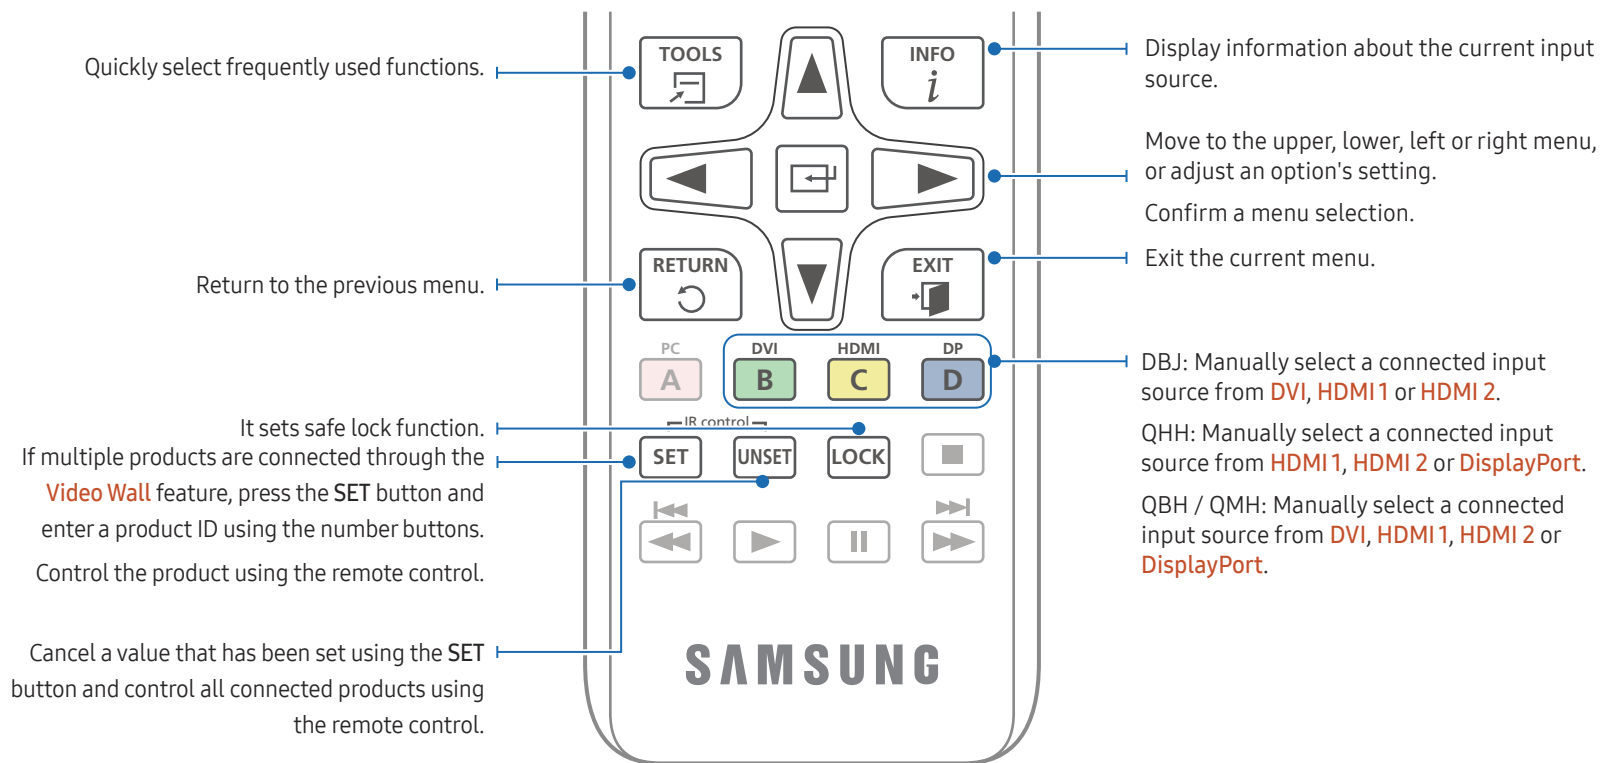 TOOLS
INFO
i
Quickly select frequently used functions.
Display information about the current input
source.
Move to the upper, lower, left or right menu,
or adjust an option's setting.
Confirm a menu selection.
RETURN
EXIT
Return to the previous menu.
Exit the current menu.
PC
DVI
HDMI
DP
A
B
C
D
DBJ: Manually select a connected input
source from DVI, HDMI 1 or HDMI 2.
QHH: Manually select a connected input
source from HDMI 1, HDMI 2 or DisplayPort.
QBH / QMH: Manually select a connected
input source from DVI, HDMI 1, HDMI 2 or
DisplayPort.
It sets safe lock function.
IR control
SET
UNSET
LOCK
If multiple products are connected through the
Video Wall feature, press the SET button and
enter a product ID using the number buttons.
Control the product using the remote control.
Cancel a value that has been set using the SET
button and control all connected products using
the remote control.
SAMSUNG